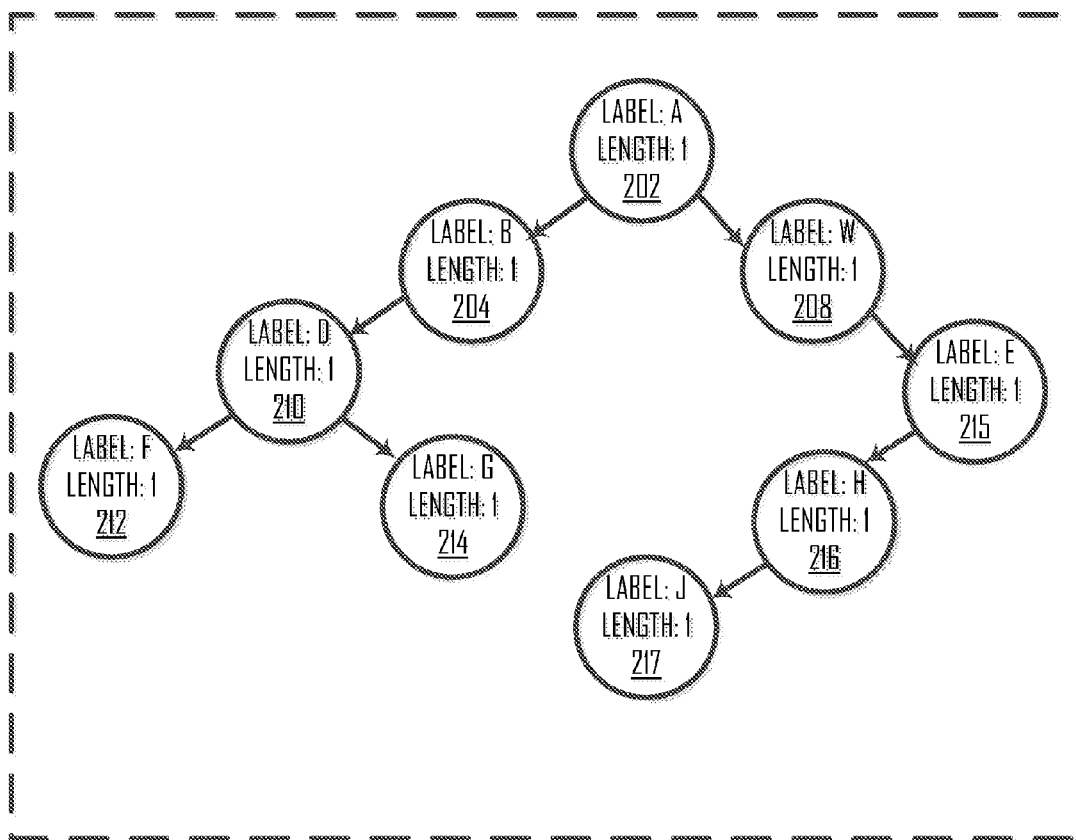 LABEL: A
LENGTH: 1
202
LABEL: B
LENGTH: 1
204
LABEL: W
LENGTH: 1
208
LABEL: D
LENGTH: 1
210
LABEL: E
LENGTH: 1
215
LABEL: F
LENGTH: 1
212
LABEL: G
LENGTH: 1
214
LABEL: H
LENGTH: 1
216
LABEL: J
LENGTH: 1
217